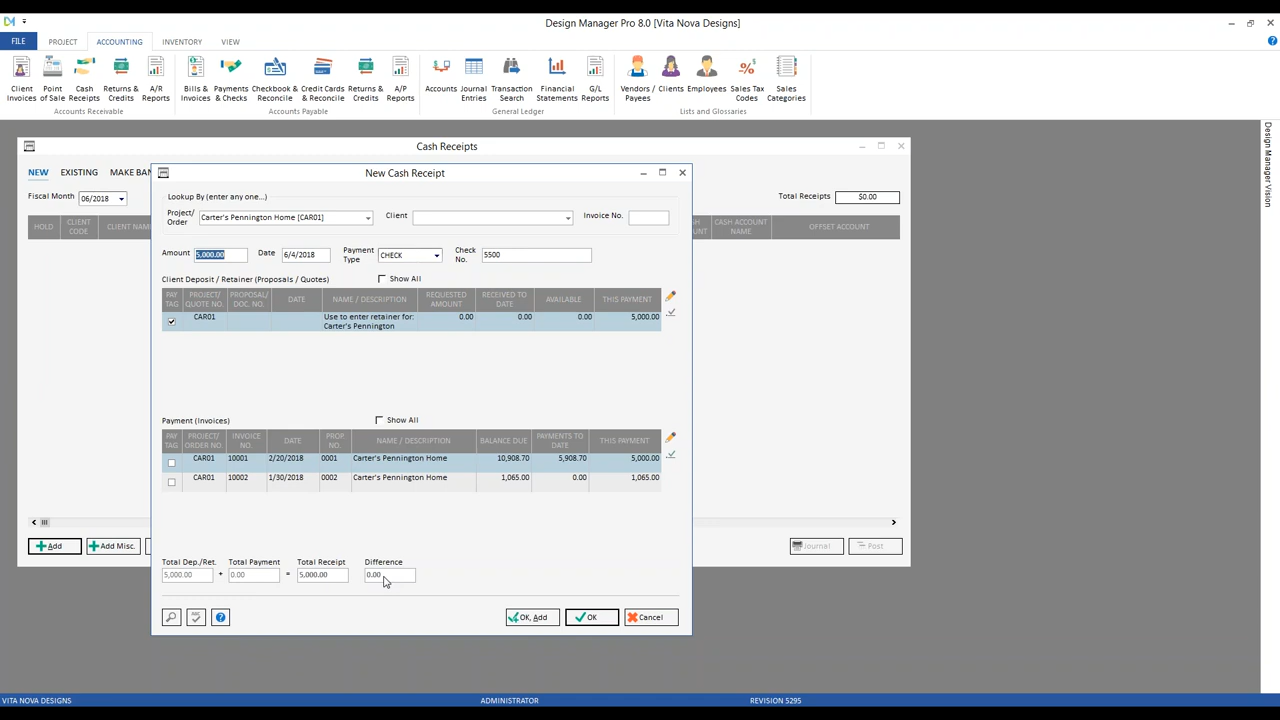 Design Manager Pro 8.0 [Vita Nova Designs]
FILE PROJECT ACCOUNTING INVENTORY VIEW
Client Invoices
Point of Sale
Cash Receipts
Returns & Credits
A/R Reports
Bills & Invoices
Payments & Checks
Checkbook & Reconcile
Credit Cards & Reconcile
Returns & Credits
A/P Reports
Accounts
Journal Entries
Transaction Search
Financial Statements
G/L Reports
Vendors / Payees
Clients
Employees
Sales Tax Codes
Sales Categories
Accounts Receivable
Accounts Payable
General Ledger
Lists and Glossaries
Design Manager Vision
Cash Receipts
NEW EXISTING MAKE BAN
Fiscal Month 06/2018
Total Receipts $0.00
HOLD CLIENT CODE CLIENT NAM
CASH ACCOUNT NAME OFFSET ACCOUNT
New Cash Receipt
Lookup By (enter any one...)
Project/ Order Carter's Pennington Home [CAR01] Client Invoice No.
Amount 5,000.00 Date 6/4/2018 Payment Type CHECK Check No. 5500
Client Deposit / Retainer (Proposals / Quotes) Show All
PAY TAG PROJECT/ QUOTE NO. PROPOSAL/ DOC. NO. DATE NAME / DESCRIPTION REQUESTED AMOUNT RECEIVED TO DATE AVAILABLE THIS PAYMENT
CAR01 Use to enter retainer for: Carter's Pennington 0.00 0.00 0.00 5,000.00
Payment (Invoices) Show All
PAY TAG PROJECT/ ORDER NO. INVOICE NO. DATE PROP. NO. NAME / DESCRIPTION BALANCE DUE PAYMENTS TO DATE THIS PAYMENT
CAR01 10001 2/20/2018 0001 Carter's Pennington Home 10,908.70 5,908.70 5,000.00
CAR01 10002 1/30/2018 0002 Carter's Pennington Home 1,065.00 0.00 1,065.00
Total Dep./Ret. Total Payment Total Receipt Difference
5,000.00 + 0.00 = 5,000.00 0.00
Add Add Misc. Journal Post
OK, Add OK Cancel
VITA NOVA DESIGNS ADMINISTRATOR REVISION 5295